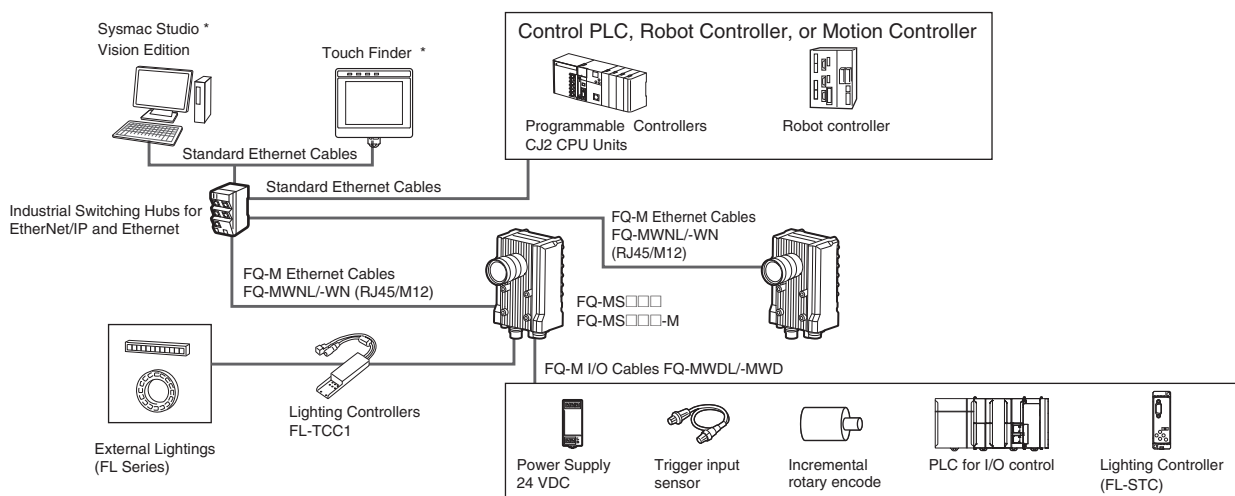 Sysmac Studio *
Vision Edition
Touch Finder *
Control PLC, Robot Controller, or Motion Controller
Programmable Controllers
CJ2 CPU Units
Robot controller
Standard Ethernet Cables
Standard Ethernet Cables
Industrial Switching Hubs for
EtherNet/IP and Ethernet
FQ-M Ethernet Cables
FQ-MWNL/-WN
(RJ45/M12)
FQ-M Ethernet Cables
FQ-MWNL/-WN (RJ45/M12)
FQ-MS□□□
FQ-MS□□□-M
FQ-M I/O Cables FQ-MWDL/-MWD
Lighting Controllers
FL-TCC1
External Lightings
(FL Series)
Power Supply
24 VDC
Trigger input
sensor
Incremental
rotary encode
PLC for I/O control
Lighting Controller
(FL-STC)